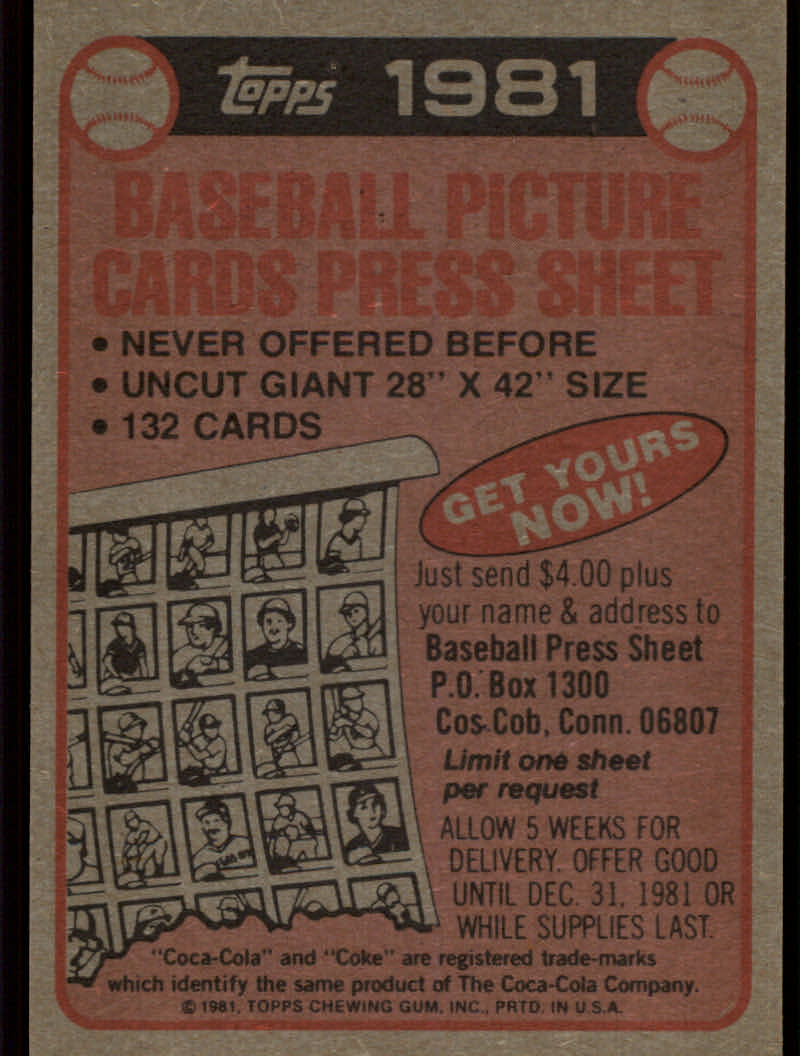 Topps 1981
BASEBALL PICTURE
CARDS PRESS SHEET
• NEVER OFFERED BEFORE
• UNCUT GIANT 28" X 42" SIZE
• 132 CARDS
GET YOURS
NOW!
Just send $4.00 plus
your name & address to
Baseball Press Sheet
P.O. Box 1300
Cos Cob, Conn. 06807
Limit one sheet
per request
ALLOW 5 WEEKS FOR
DELIVERY. OFFER GOOD
UNTIL DEC. 31, 1981 OR
WHILE SUPPLIES LAST.
"Coca-Cola" and "Coke" are registered trade-marks
which identify the same product of The Coca-Cola Company.
© 1981, TOPPS CHEWING GUM, INC., PRTD. IN U.S.A.